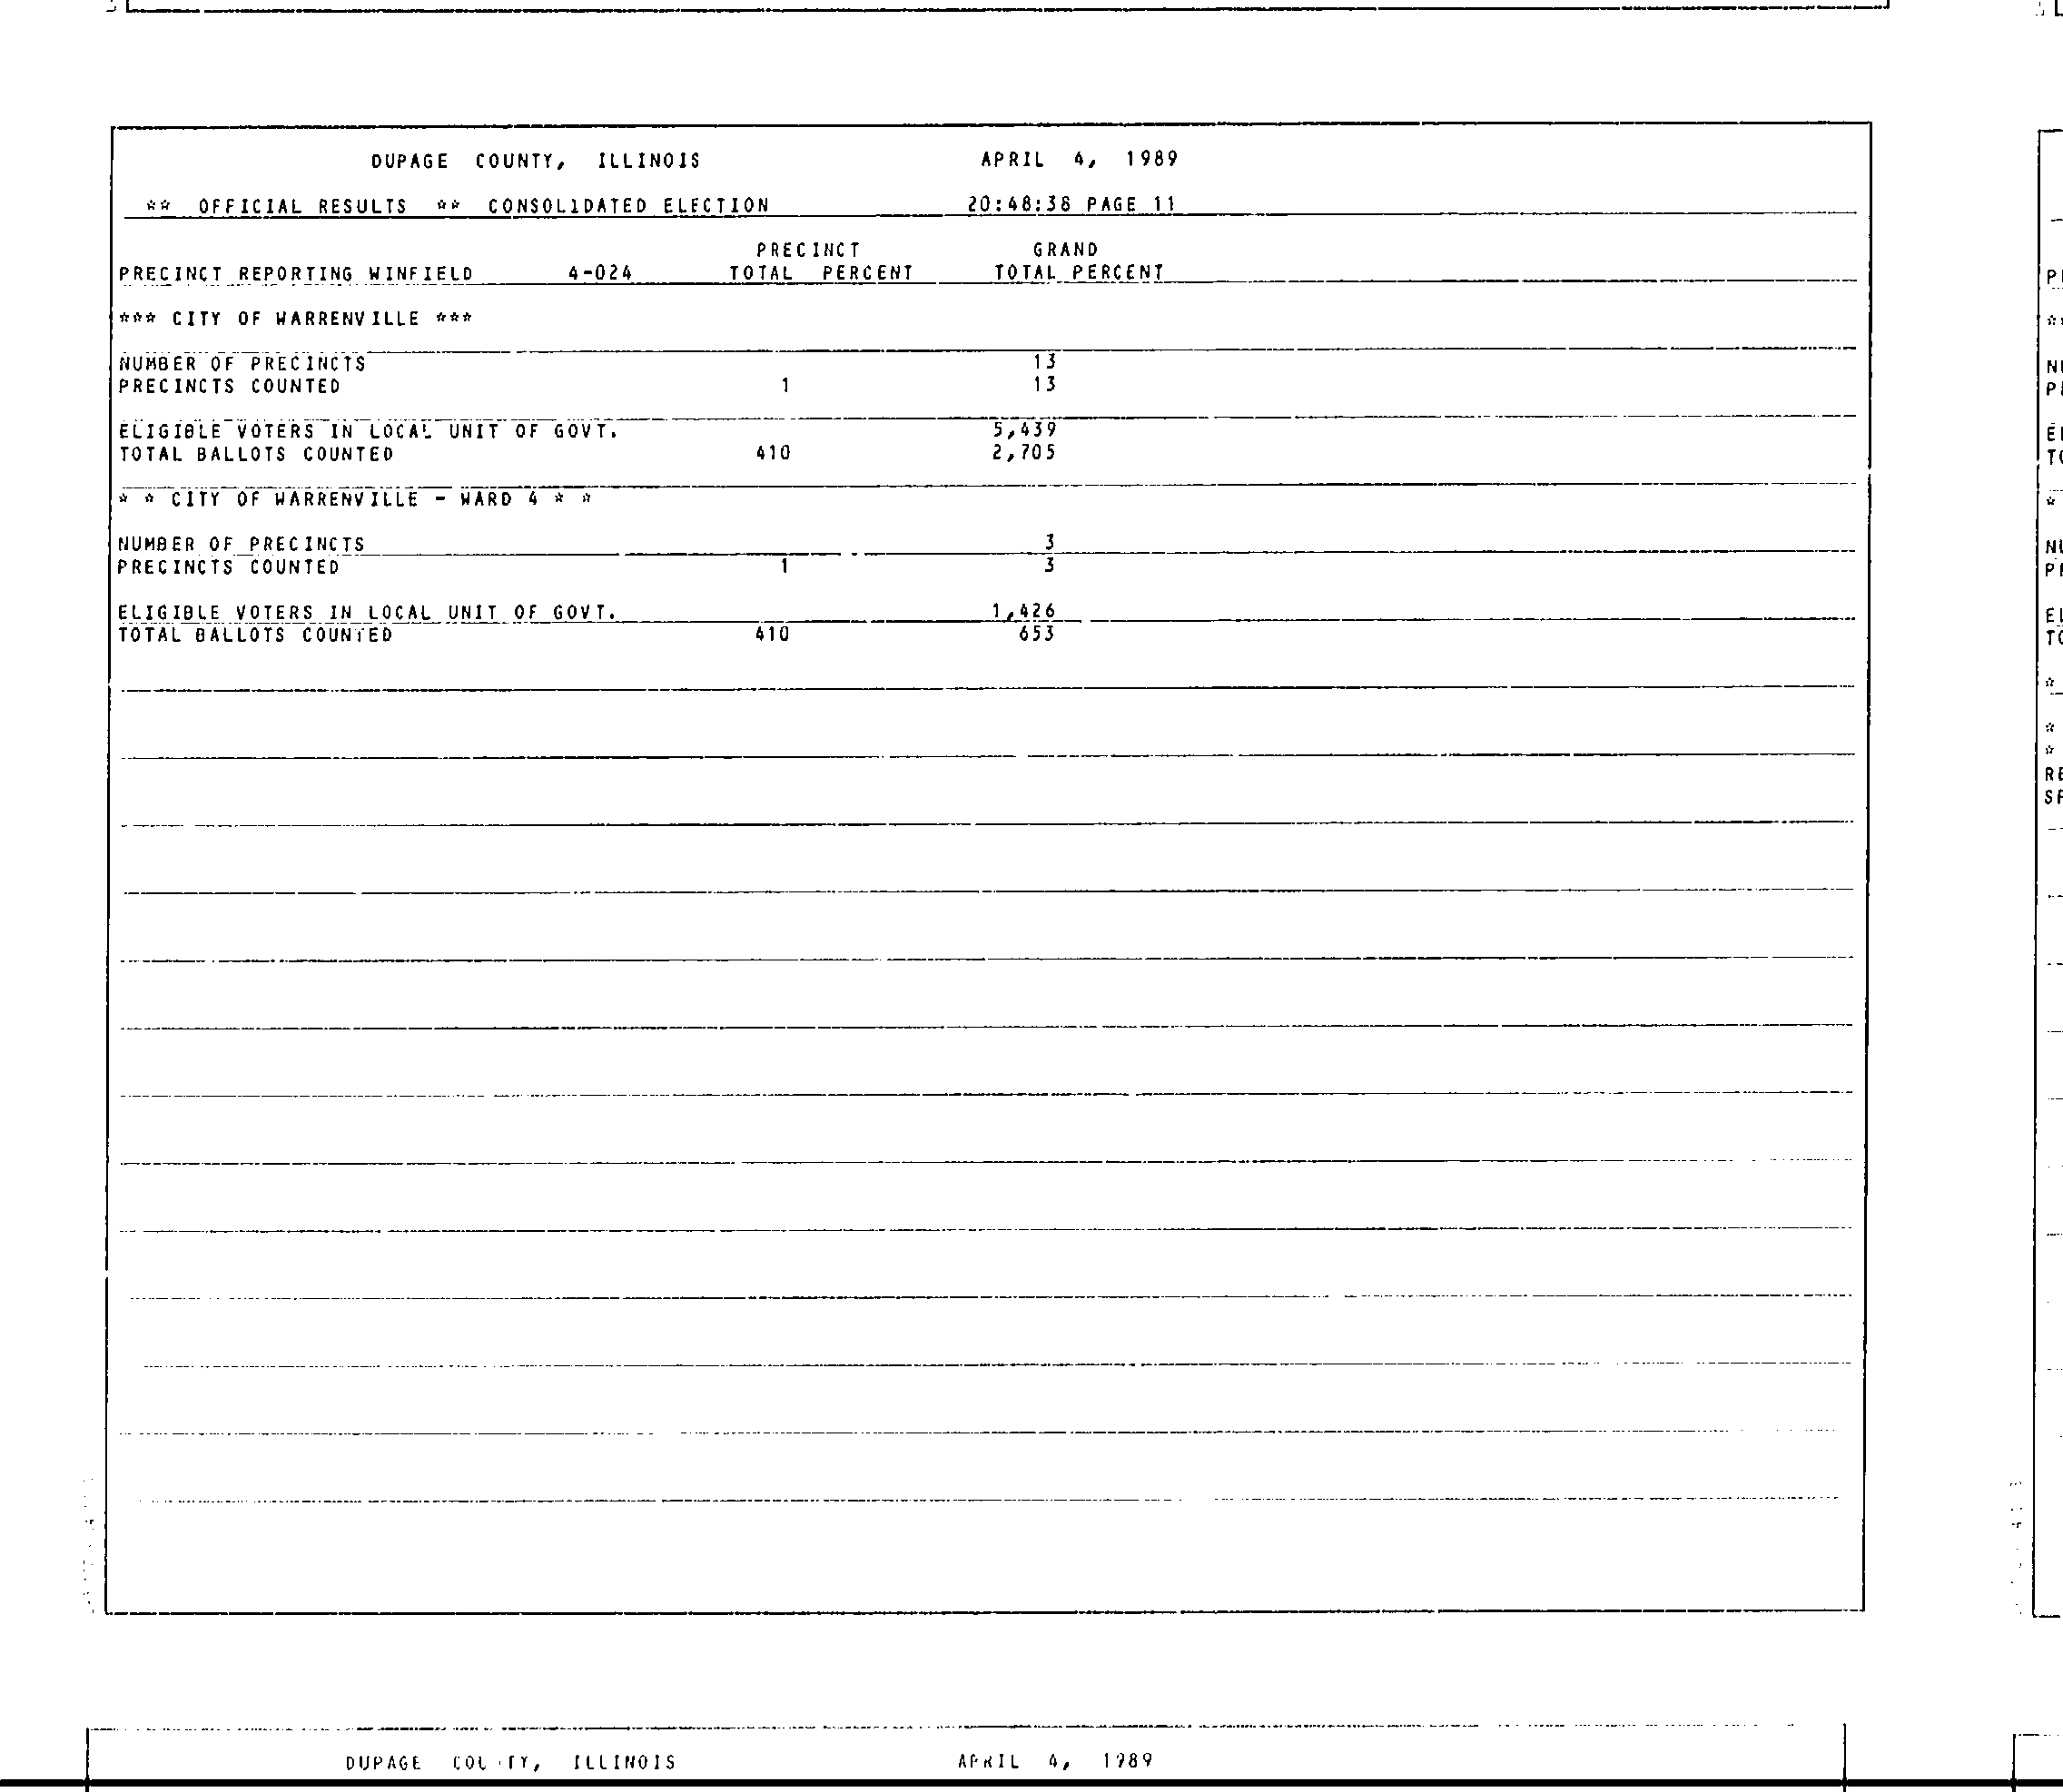 DUPAGE COUNTY, ILLINOIS APRIL 4, 1989
** OFFICIAL RESULTS ** CONSOLIDATED ELECTION 20:48:38 PAGE 11
PRECINCT GRAND
PRECINCT REPORTING WINFIELD 4-024 TOTAL PERCENT TOTAL PERCENT
*** CITY OF WARRENVILLE ***
NUMBER OF PRECINCTS 13
PRECINCTS COUNTED 1 13
ELIGIBLE VOTERS IN LOCAL UNIT OF GOVT. 5,439
TOTAL BALLOTS COUNTED 410 2,705
* * CITY OF WARRENVILLE - WARD 4 * *
NUMBER OF PRECINCTS 3
PRECINCTS COUNTED 1 3
ELIGIBLE VOTERS IN LOCAL UNIT OF GOVT. 1,426
TOTAL BALLOTS COUNTED 410 653
DUPAGE COUNTY, ILLINOIS APRIL 4, 1989